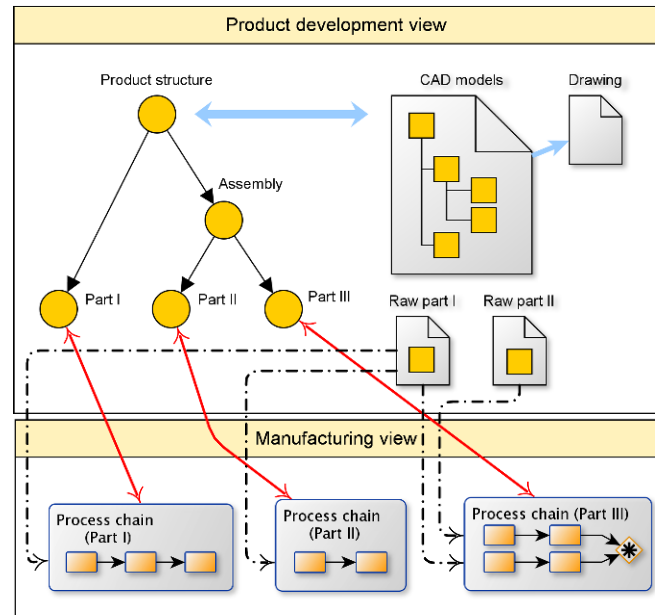 Product development view
Product structure
CAD models
Drawing
Assembly
Part I
Part II
Part III
Raw part I
Raw part II
Manufacturing view
Process chain
(Part I)
Process chain
(Part II)
Process chain (Part III)